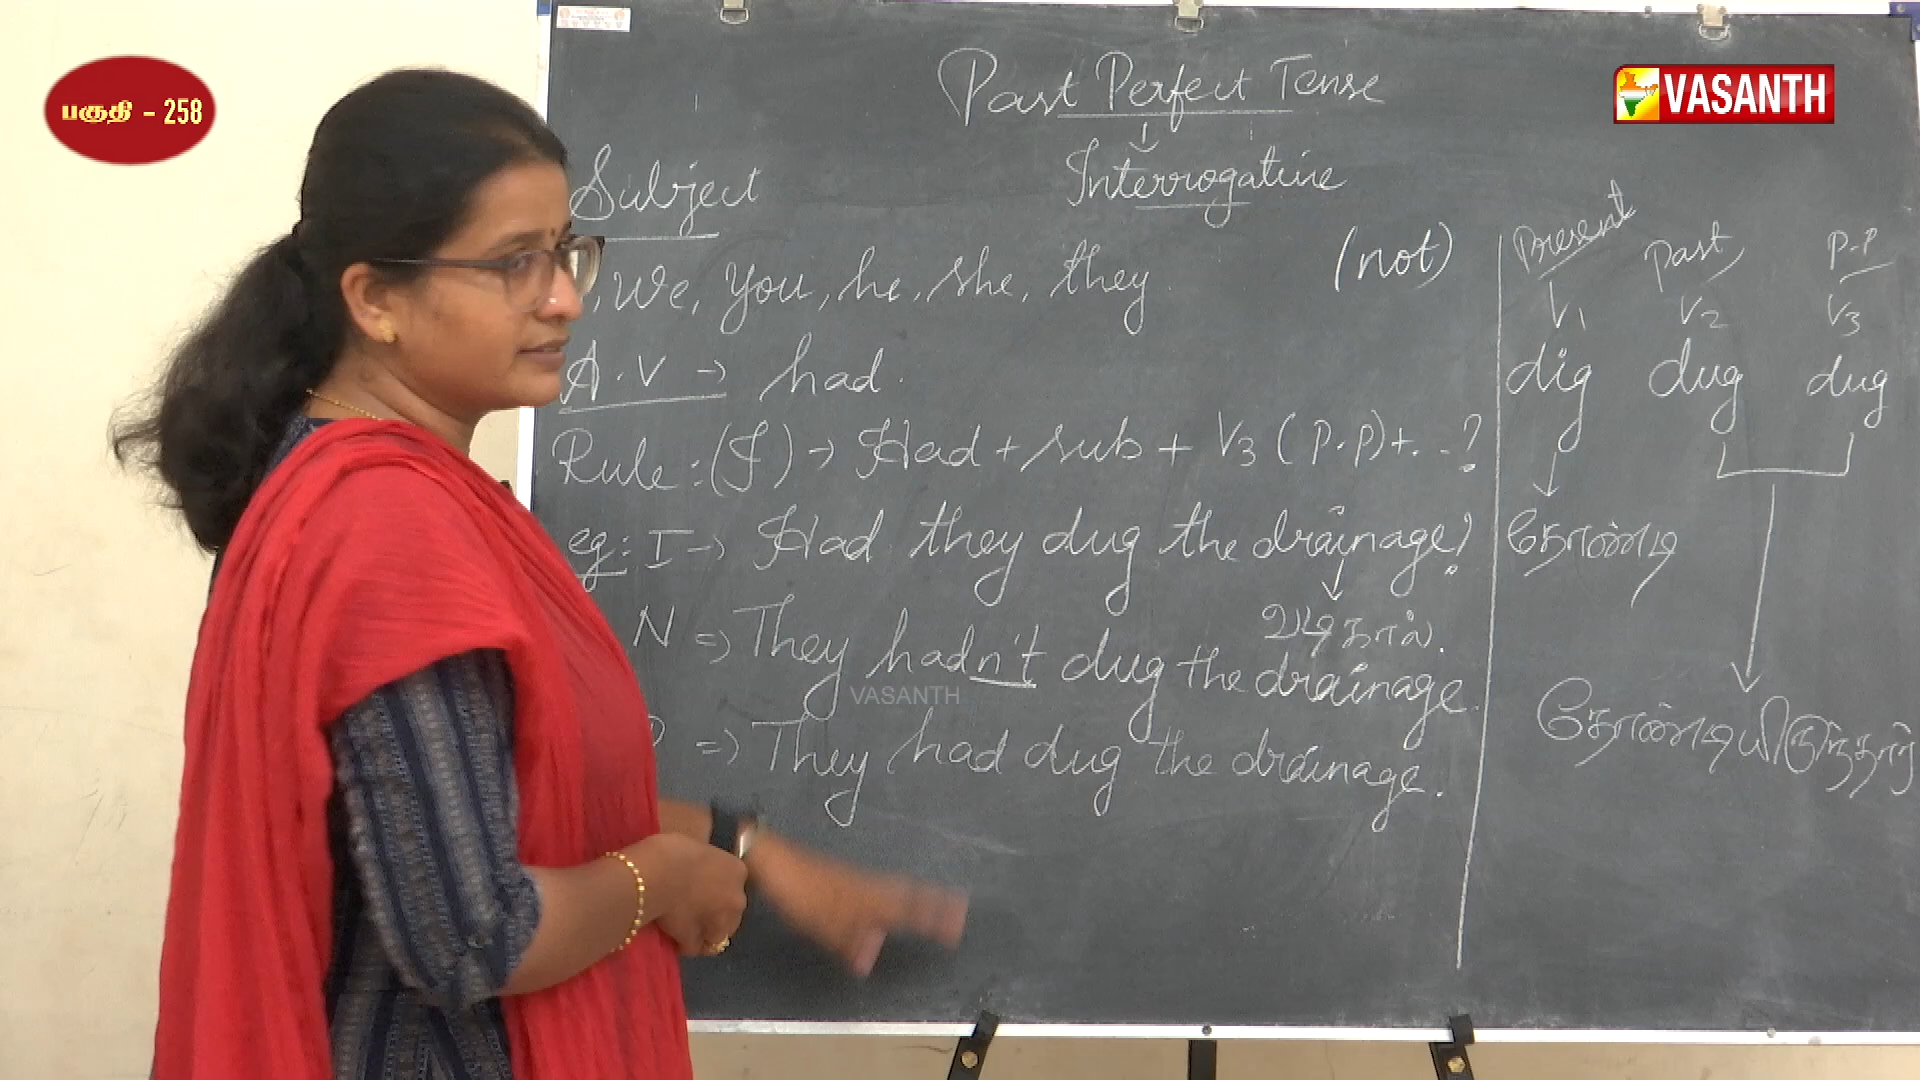 பகுதி - 258
VASANTH
Past Perfect Tense
Interrogative
Subject
, We, You, he, she, they
(not)
A.V → had.
Rule : (I) → Had + sub + V3 (P.P) + . - ?
eg : I → Had they dug the drainage?
வடிகால்.
N => They hadn't dug the drainage.
VASANTH
=> They had dug the drainage.
Present Past P.P
V1 V2 V3
dig dug dug
தோண்டி
தோண்டியிருந்தார்